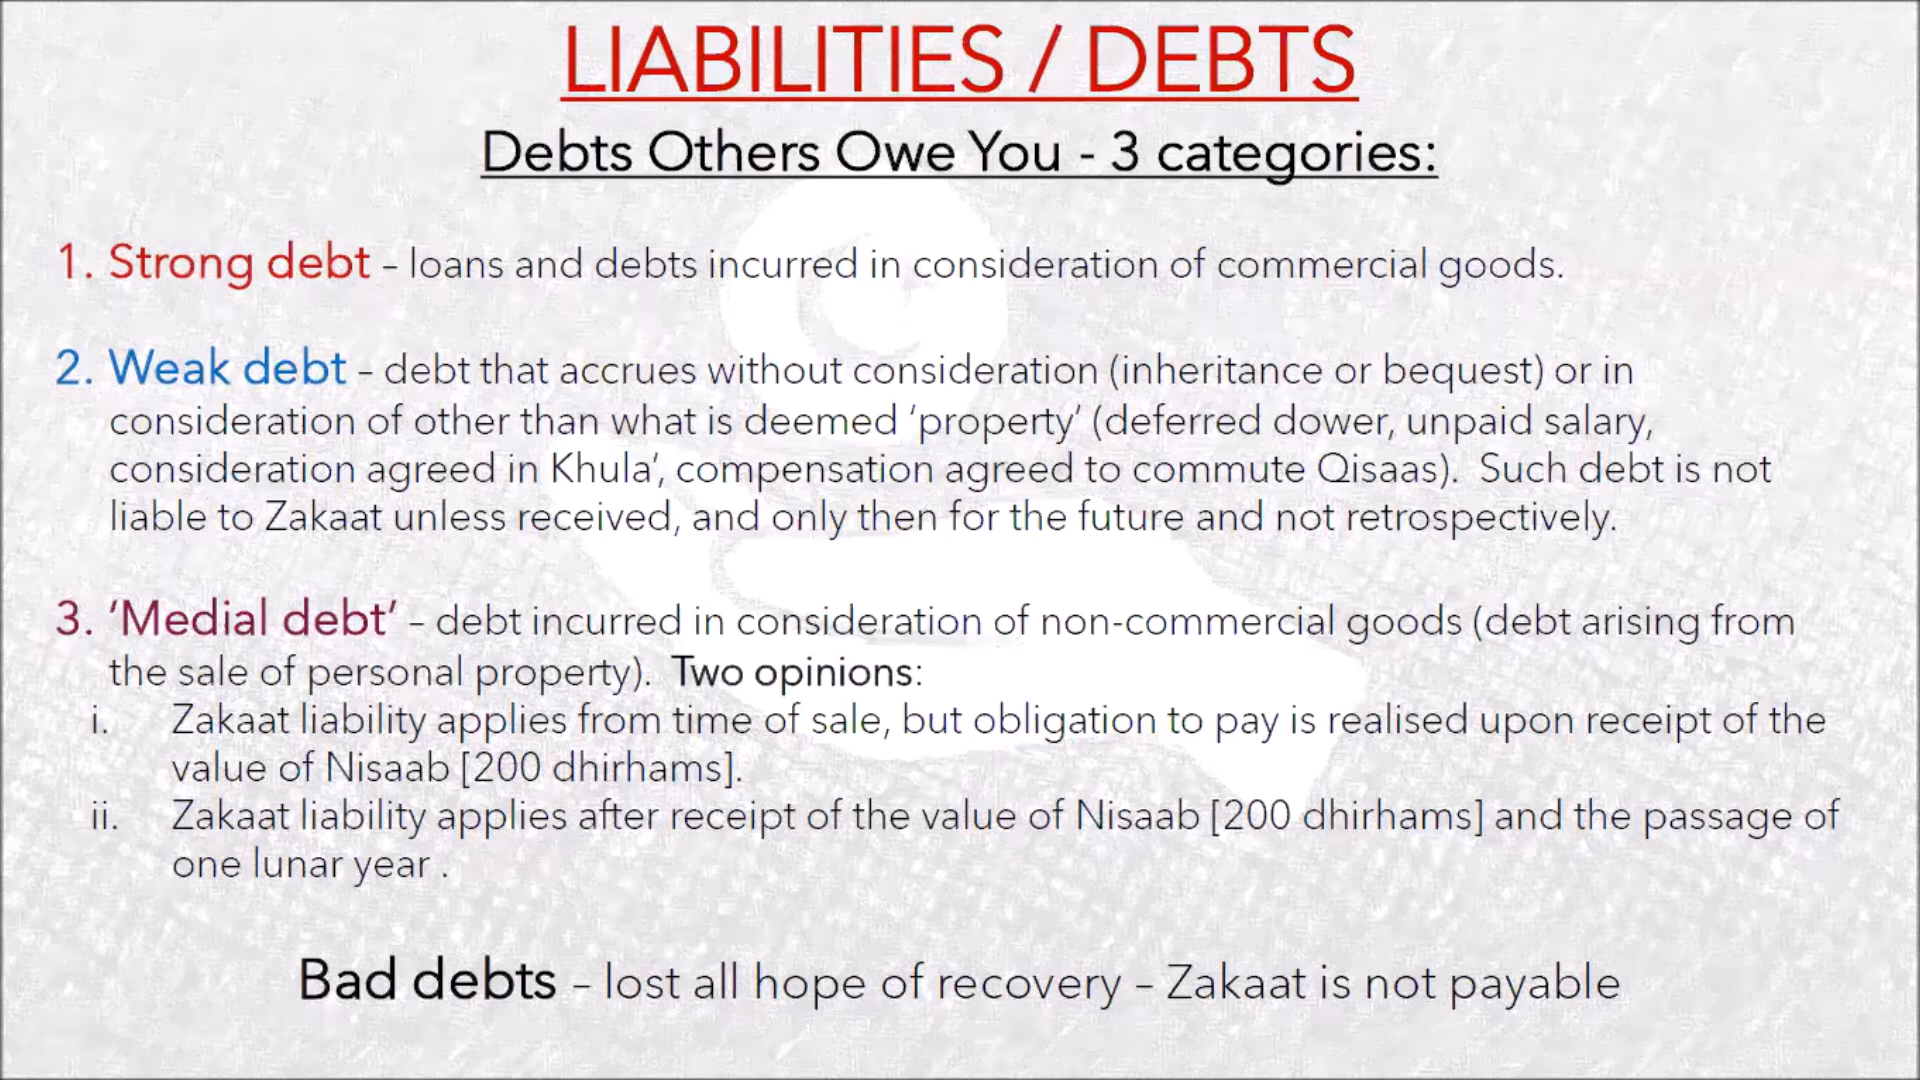 LIABILITIES / DEBTS
Debts Others Owe You - 3 categories:
1. Strong debt – loans and debts incurred in consideration of commercial goods.
2. Weak debt – debt that accrues without consideration (inheritance or bequest) or in
consideration of other than what is deemed ‘property’ (deferred dower, unpaid salary,
consideration agreed in Khula’, compensation agreed to commute Qisaas).  Such debt is not
liable to Zakaat unless received, and only then for the future and not retrospectively.
3. ‘Medial debt’ – debt incurred in consideration of non-commercial goods (debt arising from
the sale of personal property).  Two opinions:
i. Zakaat liability applies from time of sale, but obligation to pay is realised upon receipt of the
value of Nisaab [200 dhirhams].
ii. Zakaat liability applies after receipt of the value of Nisaab [200 dhirhams] and the passage of
one lunar year .
Bad debts – lost all hope of recovery – Zakaat is not payable